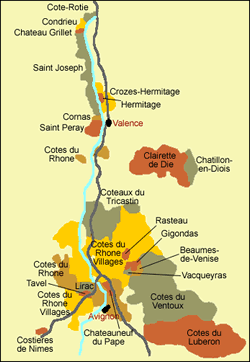 Cote-Rotie
Condrieu
Chateau Grillet
Saint Joseph
Crozes-Hermitage
Hermitage
Cornas
Saint Peray
Valence
Cotes du
Rhone
Clairette
de Die
Chatillon-
en-Diois
Coteaux du
Tricastin
Rasteau
Gigondas
Cotes du
Rhone
Villages
Beaumes-
de-Venise
Cotes du
Rhone
Vacqueyras
Lirac
Tavel
Cotes du
Rhone
Villages
Cotes du
Ventoux
Avignon
Costieres
de Nimes
Chateauneuf
du Pape
Cotes du
Luberon